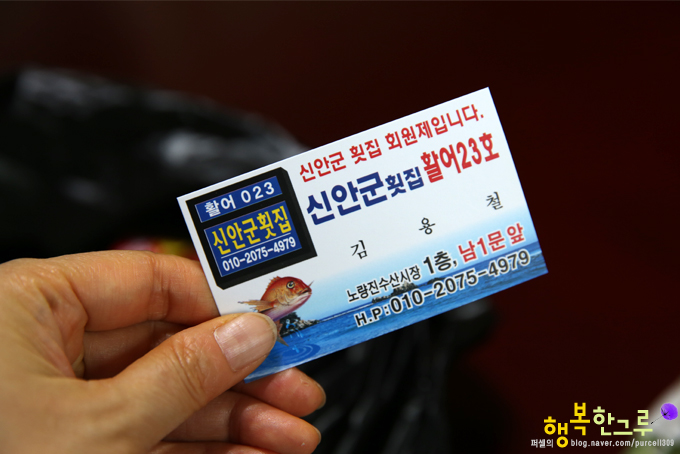 신안군 횟집 회원제입니다.
활어 023
신안군횟집
010-2075-4979
신안군횟집 활어23호
김 용 철
노량진수산시장 1층, 남1문앞
H.P:010-2075-4979
행복한그루
퍼셀의 blog.naver.com/purcell309